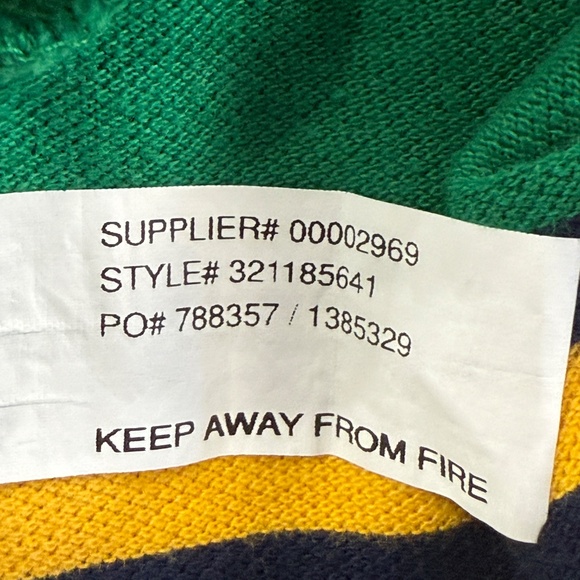 SUPPLIER# 00002969
STYLE# 321185641
PO# 788357 / 1385329
KEEP AWAY FROM FIRE